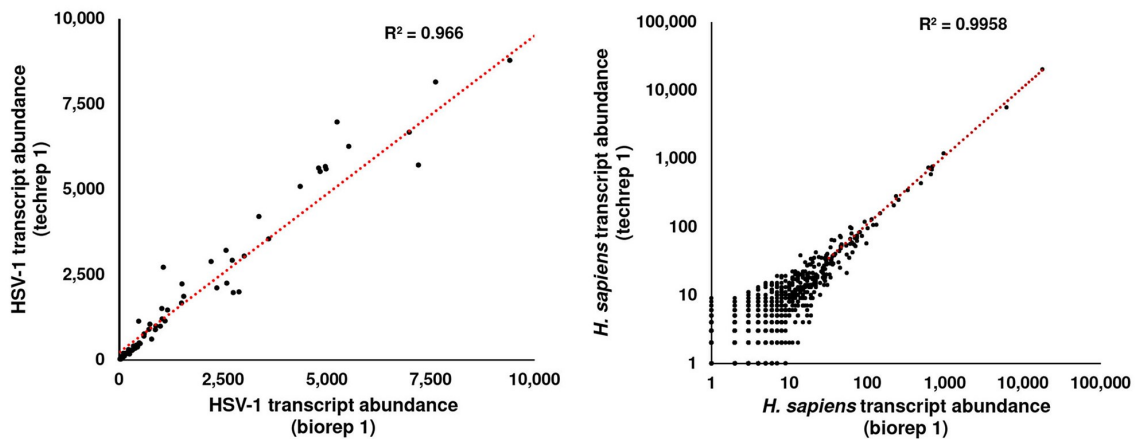 HSV-1 transcript abundance
(techrep 1)
10,000
7,500
5,000
2,500
0
R² = 0.966
0 2,500 5,000 7,500 10,000
HSV-1 transcript abundance
(biorep 1)
H. sapiens transcript abundance
(techrep 1)
100,000
10,000
1,000
100
10
1
R² = 0.9958
1 10 100 1,000 10,000 100,000
H. sapiens transcript abundance
(biorep 1)